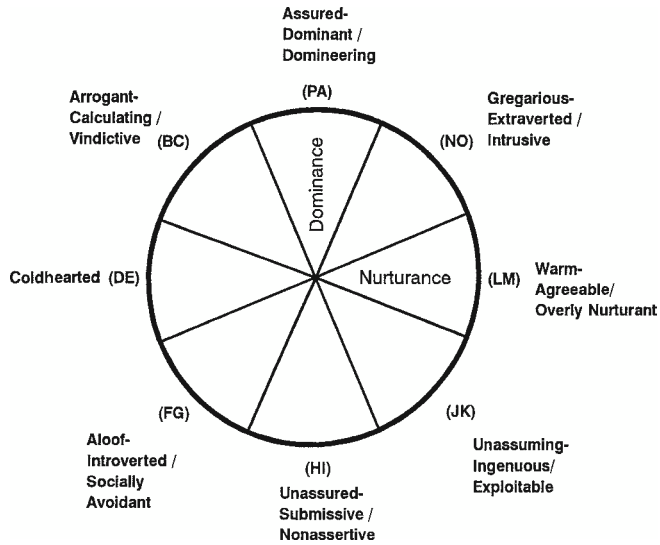 Assured-
Dominant /
Domineering
(PA)
Arrogant-
Calculating /
Vindictive
(BC)
Gregarious-
Extraverted /
Intrusive
(NO)
Dominance
Nurturance
Coldhearted (DE)
(LM)
Warm-
Agreeable/
Overly Nurturant
(FG)
Aloof-
Introverted /
Socially
Avoidant
(JK)
Unassuming-
Ingenuous/
Exploitable
(HI)
Unassured-
Submissive /
Nonassertive